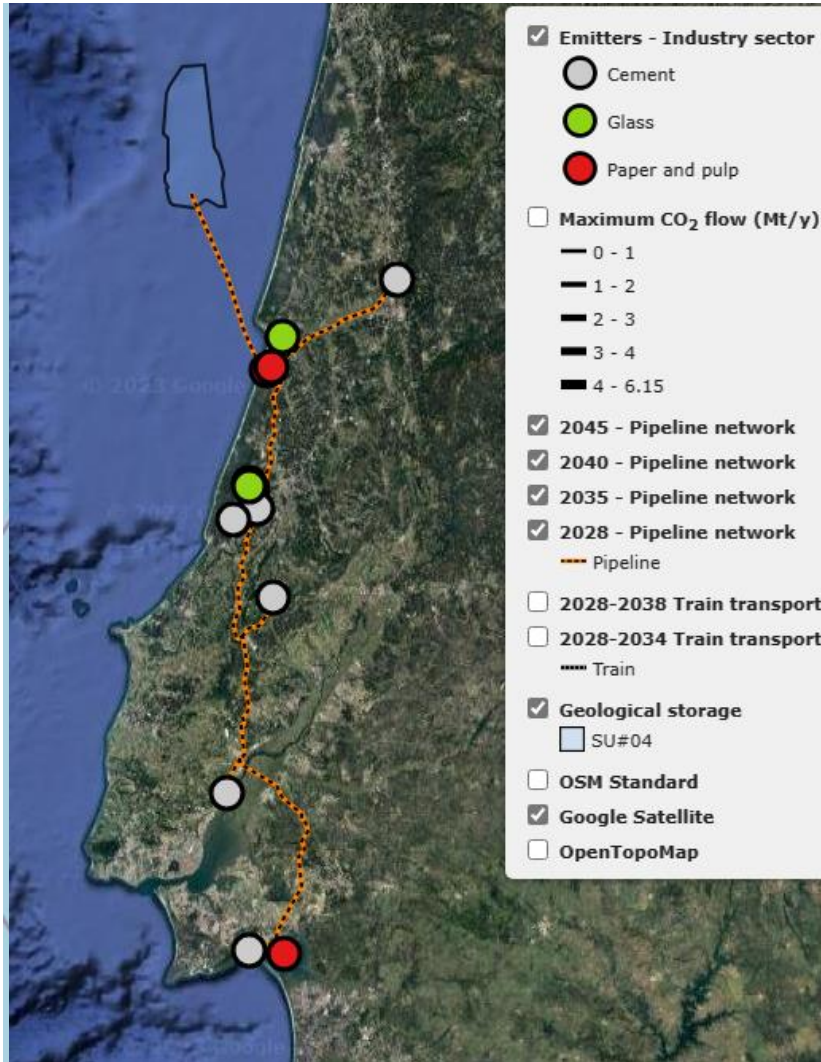 Emitters - Industry sector
Cement
Glass
Paper and pulp
Maximum CO₂ flow (Mt/y)
0 - 1
1 - 2
2 - 3
3 - 4
4 - 6.15
2045 - Pipeline network
2040 - Pipeline network
2035 - Pipeline network
2028 - Pipeline network
Pipeline
2028-2038 Train transport
2028-2034 Train transport
Train
Geological storage
SU#04
OSM Standard
Google Satellite
OpenTopoMap
© 2023 Google